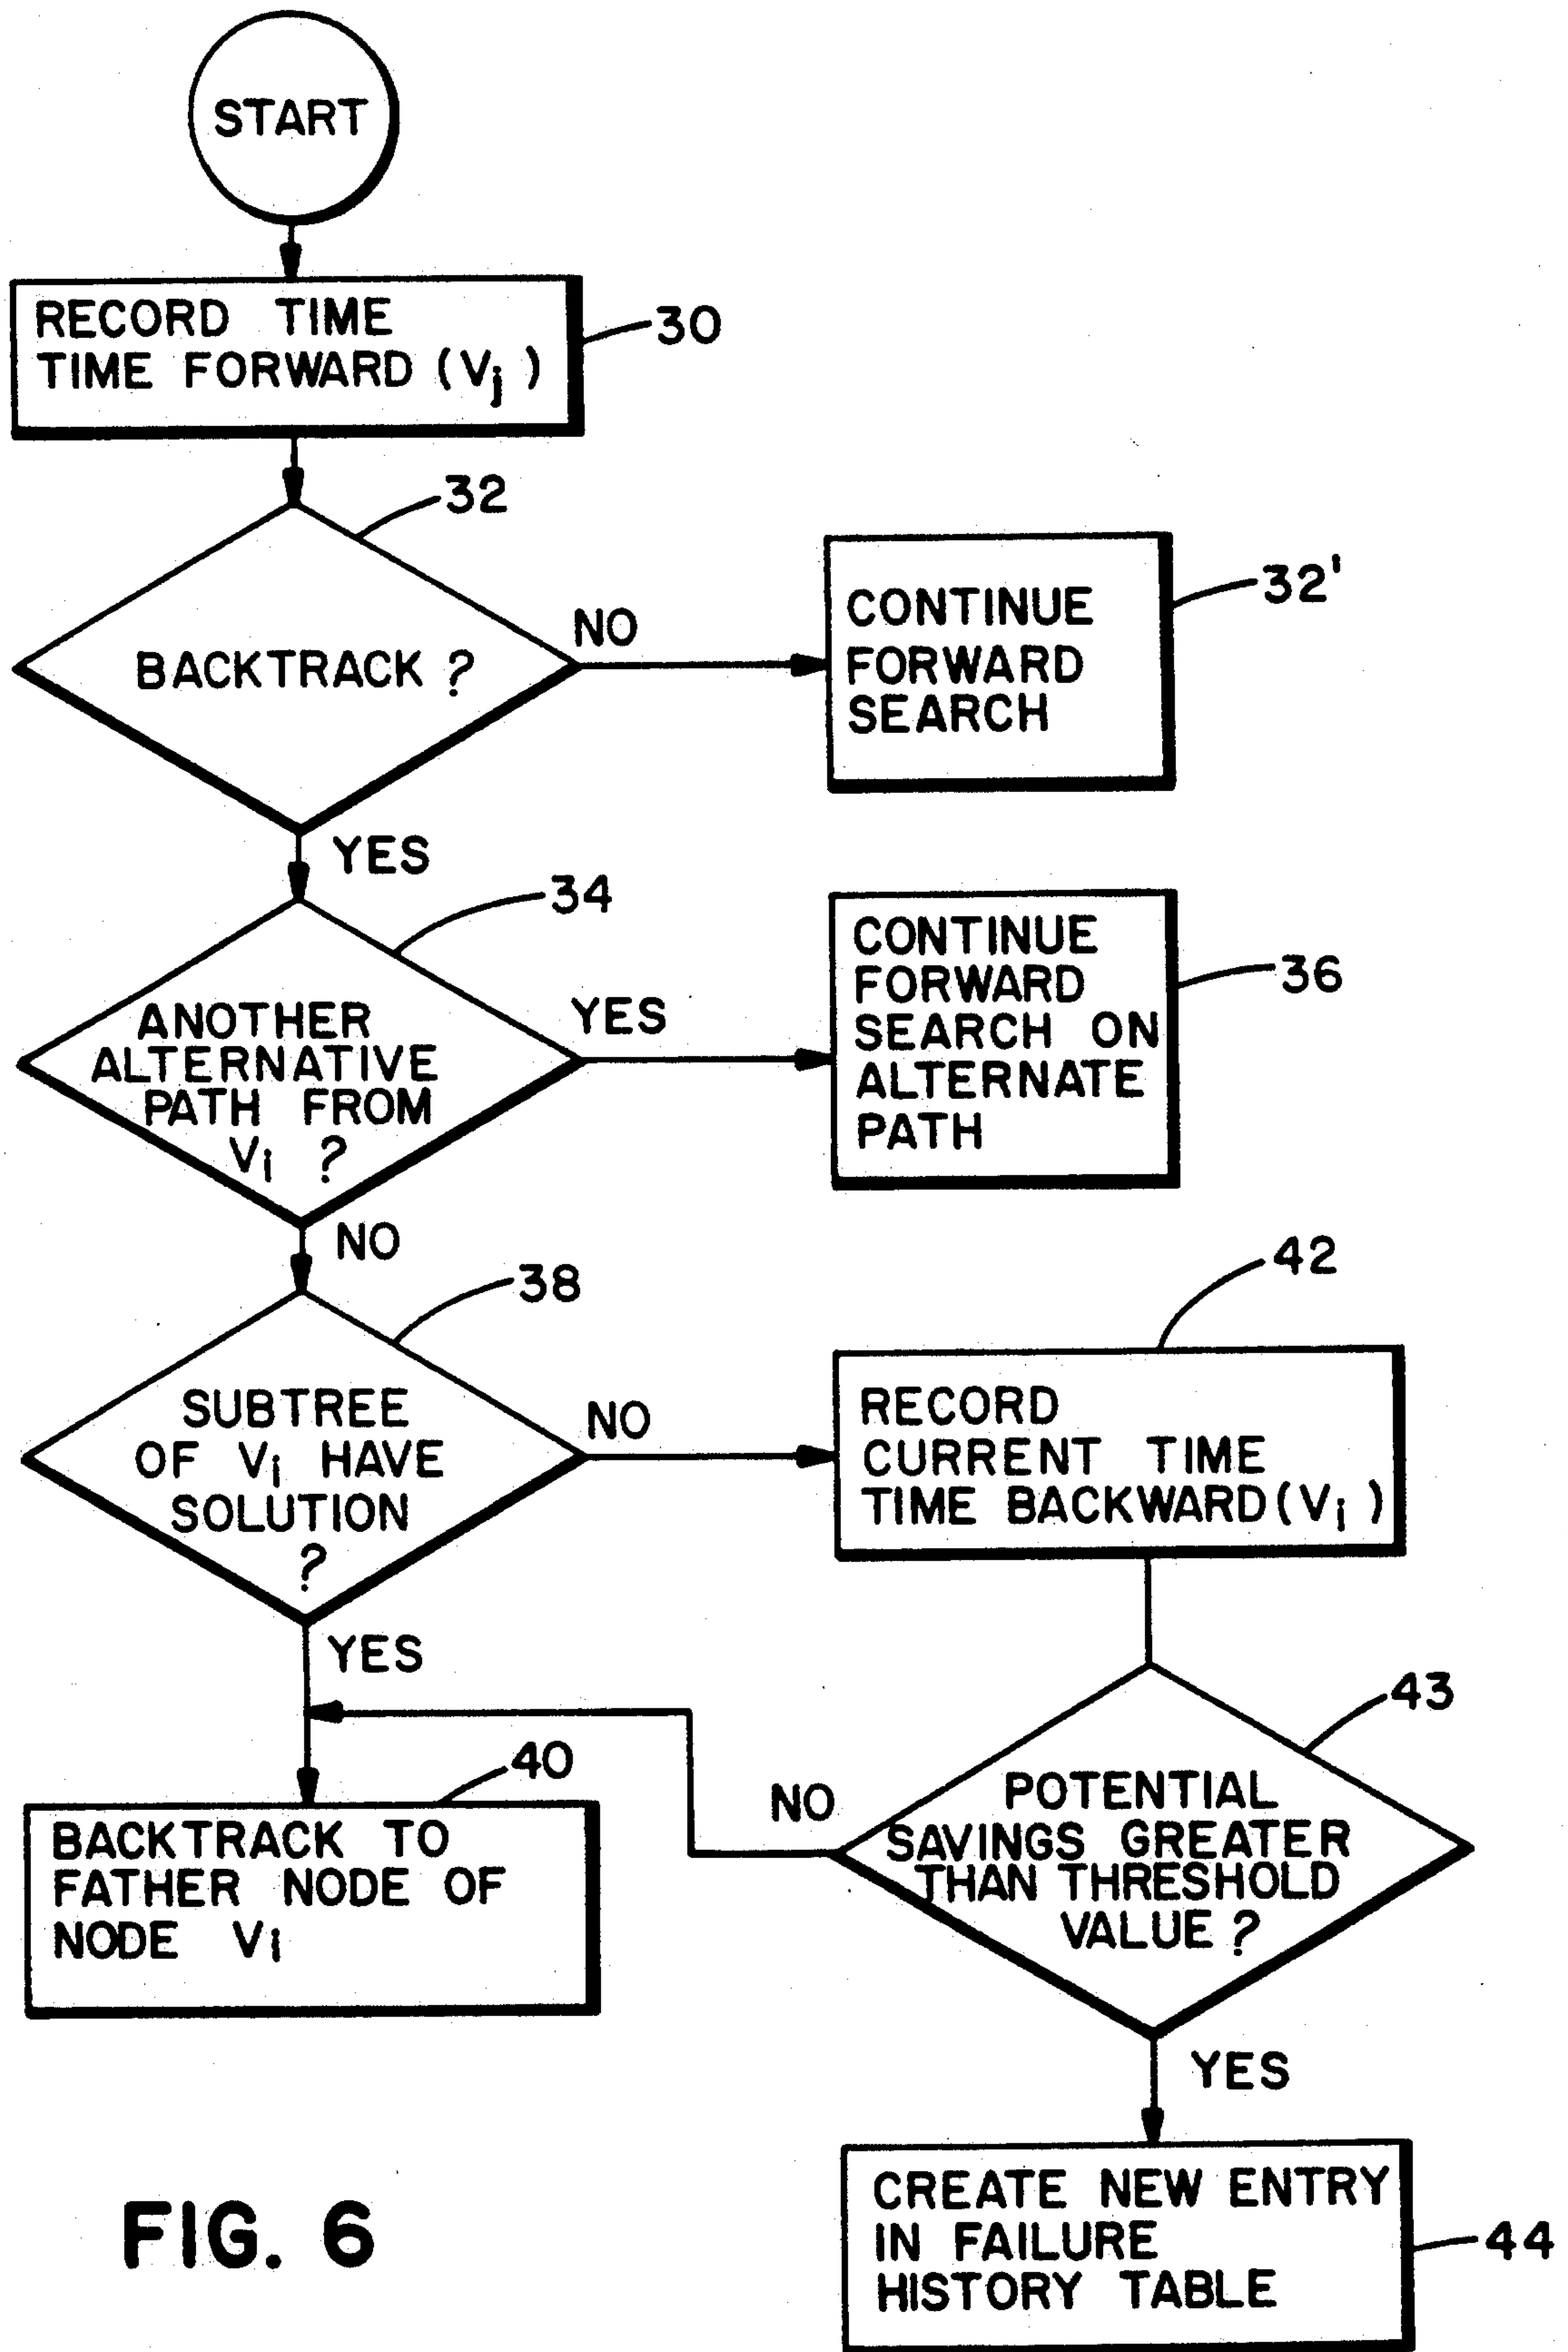 START
RECORD TIME
TIME FORWARD (Vj)
30
32
BACKTRACK ?
NO
CONTINUE
FORWARD
SEARCH
32'
YES
34
ANOTHER
ALTERNATIVE
PATH FROM
Vi ?
YES
CONTINUE
FORWARD
SEARCH ON
ALTERNATE
PATH
36
NO
38
SUBTREE
OF Vi HAVE
SOLUTION
?
NO
42
RECORD
CURRENT TIME
TIME BACKWARD (Vi)
YES
40
BACKTRACK TO
FATHER NODE OF
NODE Vi
43
NO
POTENTIAL
SAVINGS GREATER
THAN THRESHOLD
VALUE ?
YES
CREATE NEW ENTRY
IN FAILURE
HISTORY TABLE
44
FIG. 6